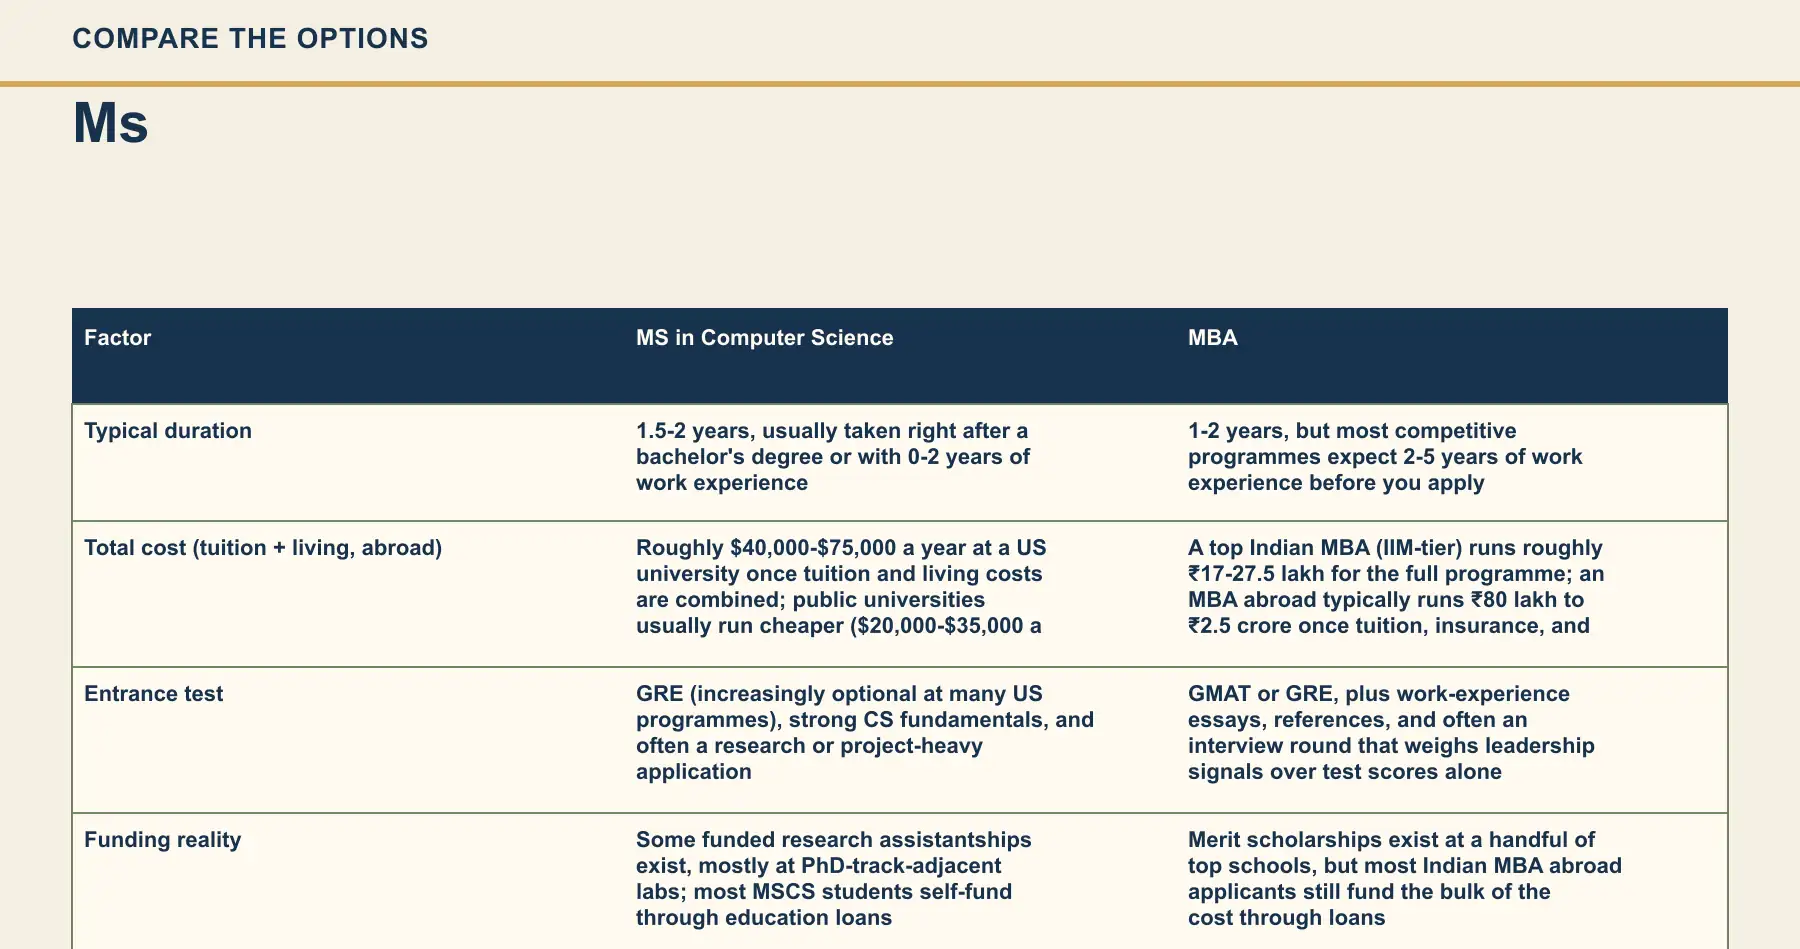 COMPARE THE OPTIONS
Ms
Factor
MS in Computer Science
MBA
Typical duration
1.5-2 years, usually taken right after a
bachelor's degree or with 0-2 years of
work experience
1-2 years, but most competitive
programmes expect 2-5 years of work
experience before you apply
Total cost (tuition + living, abroad)
Roughly $40,000-$75,000 a year at a US
university once tuition and living costs
are combined; public universities
usually run cheaper ($20,000-$35,000 a
A top Indian MBA (IIM-tier) runs roughly
₹17-27.5 lakh for the full programme; an
MBA abroad typically runs ₹80 lakh to
₹2.5 crore once tuition, insurance, and
Entrance test
GRE (increasingly optional at many US
programmes), strong CS fundamentals, and
often a research or project-heavy
application
GMAT or GRE, plus work-experience
essays, references, and often an
interview round that weighs leadership
signals over test scores alone
Funding reality
Some funded research assistantships
exist, mostly at PhD-track-adjacent
labs; most MSCS students self-fund
through education loans
Merit scholarships exist at a handful of
top schools, but most Indian MBA abroad
applicants still fund the bulk of the
cost through loans